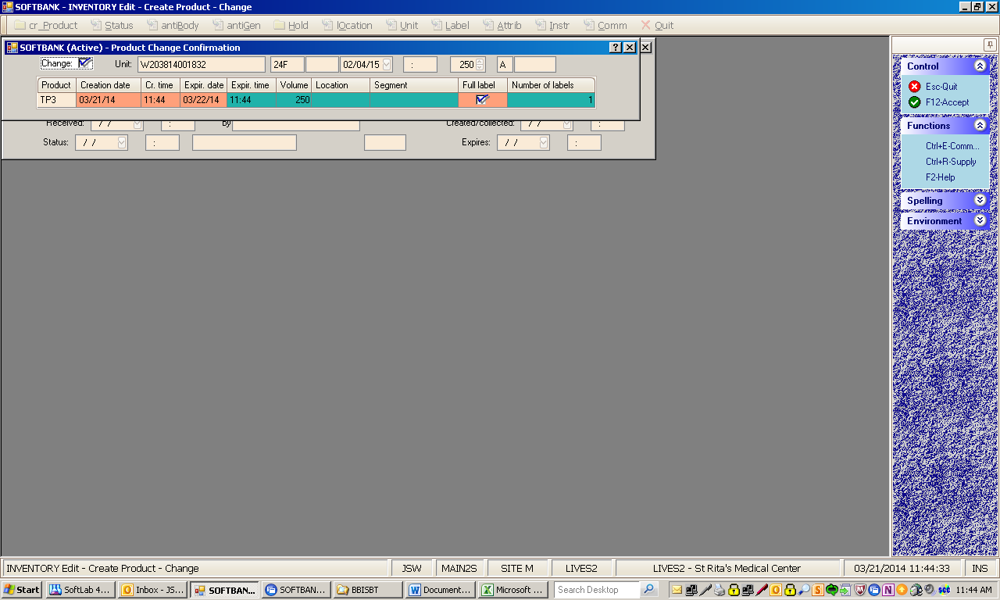 SOFTBANK - INVENTORY Edit - Create Product - Change
cr_Product Status antiBody antiGen Hold lOcation Unit Label Attrib Instr Comm Quit
SOFTBANK (Active) - Product Change Confirmation
Change: Unit: W203814001832 24F 02/04/15 : 250 A
Product Creation date Cr. time Expir. date Expir. time Volume Location Segment Full label Number of labels
TP3 03/21/14 11:44 03/22/14 11:44 250 1
Received: / / : by Created/collected: / / :
Status: / / : Expires: / / :
Control
Esc-Quit
F12-Accept
Functions
Ctrl+E-Comm...
Ctrl+R-Supply
F2-Help
Spelling
Environment
INVENTORY Edit - Create Product - Change JSW MAIN2S SITE M LIVES2 LIVES2 - St Rita's Medical Center 03/21/2014 11:44:33 INS
Start SoftLab 4... Inbox - JS... SOFTBAN... SOFTBAN... BBISBT Document... Microsoft ... Search Desktop 11:44 AM